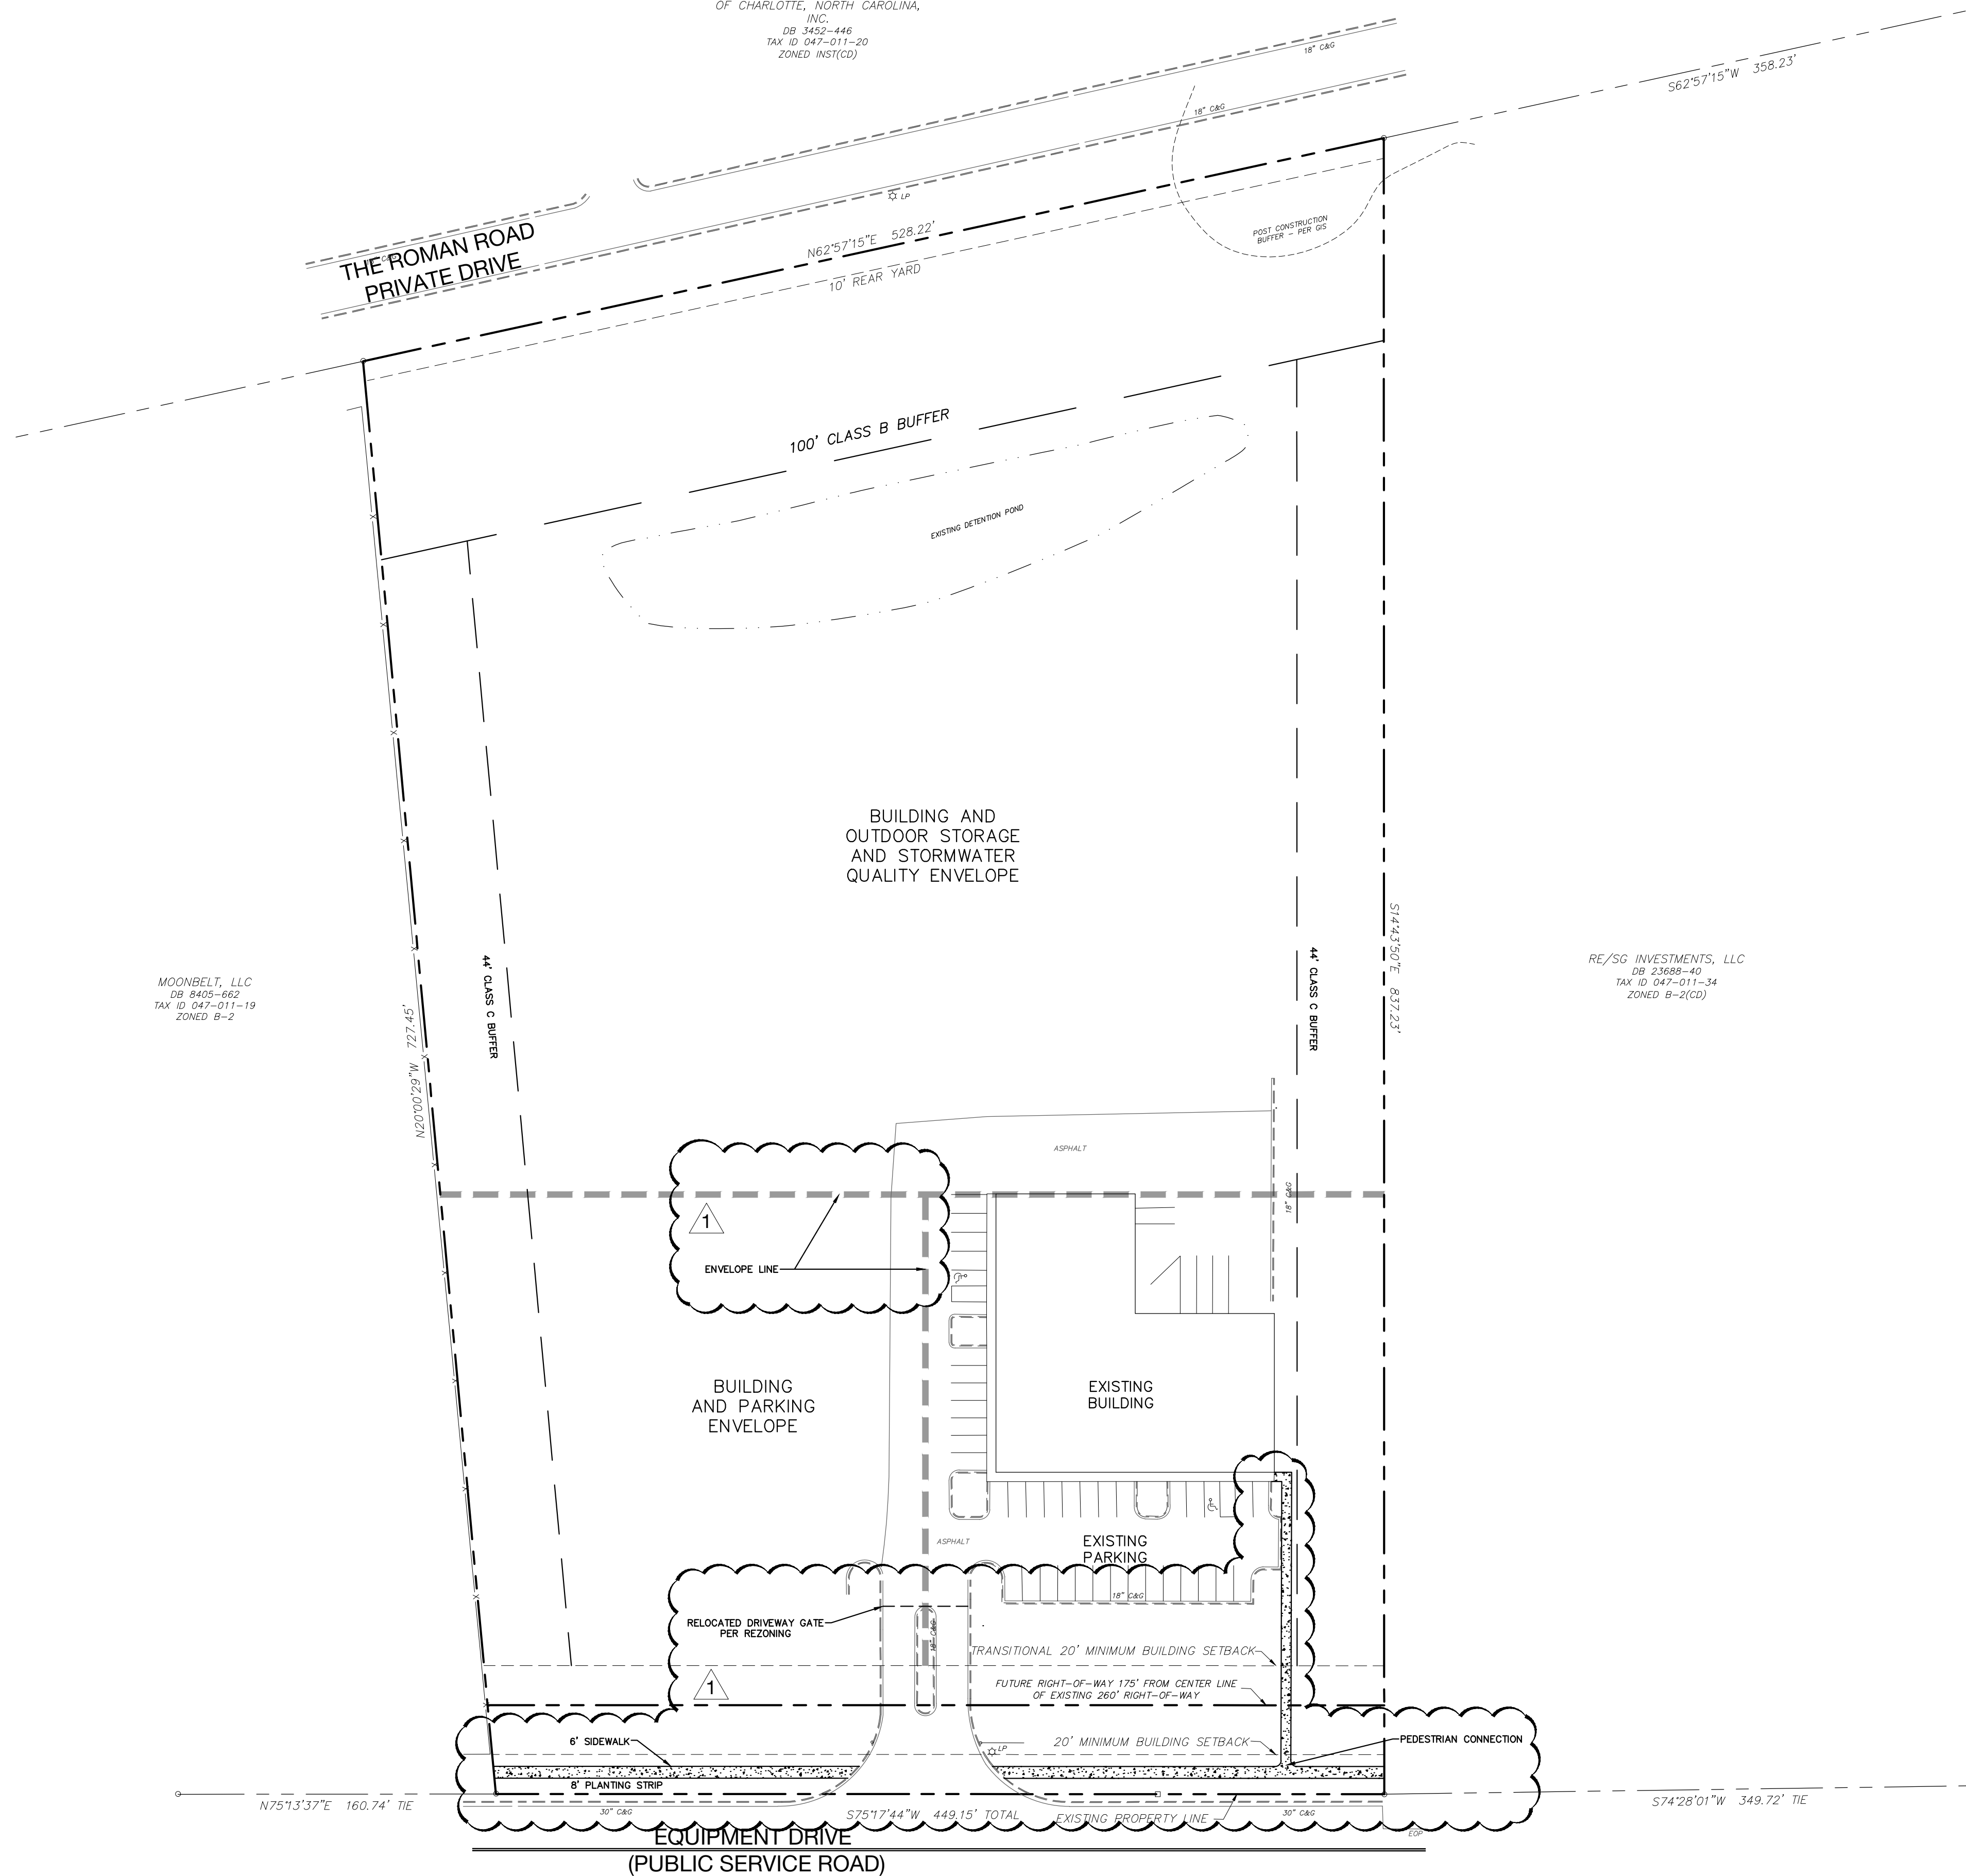 OF CHARLOTTE, NORTH CAROLINA,
INC.
DB 3452-446
TAX ID 047-011-20
ZONED INST(CD)
18" C&G
S62°57'15"W 358.23'
18" C&G
LP
POST CONSTRUCTION
BUFFER - PER GIS
N62°57'15"E 528.22'
10' REAR YARD
THE ROMAN ROAD
PRIVATE DRIVE
100' CLASS B BUFFER
EXISTING DETENTION POND
BUILDING AND
OUTDOOR STORAGE
AND STORMWATER
QUALITY ENVELOPE
MOONBELT, LLC
DB 8405-662
TAX ID 047-011-19
ZONED B-2
N20°00'29"W 727.45'
44' CLASS C BUFFER
44' CLASS C BUFFER
S14°43'50"E 837.23'
RE/SG INVESTMENTS, LLC
DB 23688-40
TAX ID 047-011-34
ZONED B-2(CD)
ASPHALT
18" C&G
1
ENVELOPE LINE
BUILDING
AND PARKING
ENVELOPE
EXISTING
BUILDING
ASPHALT
EXISTING
PARKING
18" C&G
RELOCATED DRIVEWAY GATE
PER REZONING
18" C&G
TRANSITIONAL 20' MINIMUM BUILDING SETBACK
1
FUTURE RIGHT-OF-WAY 175' FROM CENTER LINE
OF EXISTING 260' RIGHT-OF-WAY
6' SIDEWALK
LP
20' MINIMUM BUILDING SETBACK
PEDESTRIAN CONNECTION
8' PLANTING STRIP
N75°13'37"E 160.74' TIE
30" C&G
S75°17'44"W 449.15' TOTAL
EXISTING PROPERTY LINE
30" C&G
S74°28'01"W 349.72' TIE
EOP
EQUIPMENT DRIVE
(PUBLIC SERVICE ROAD)